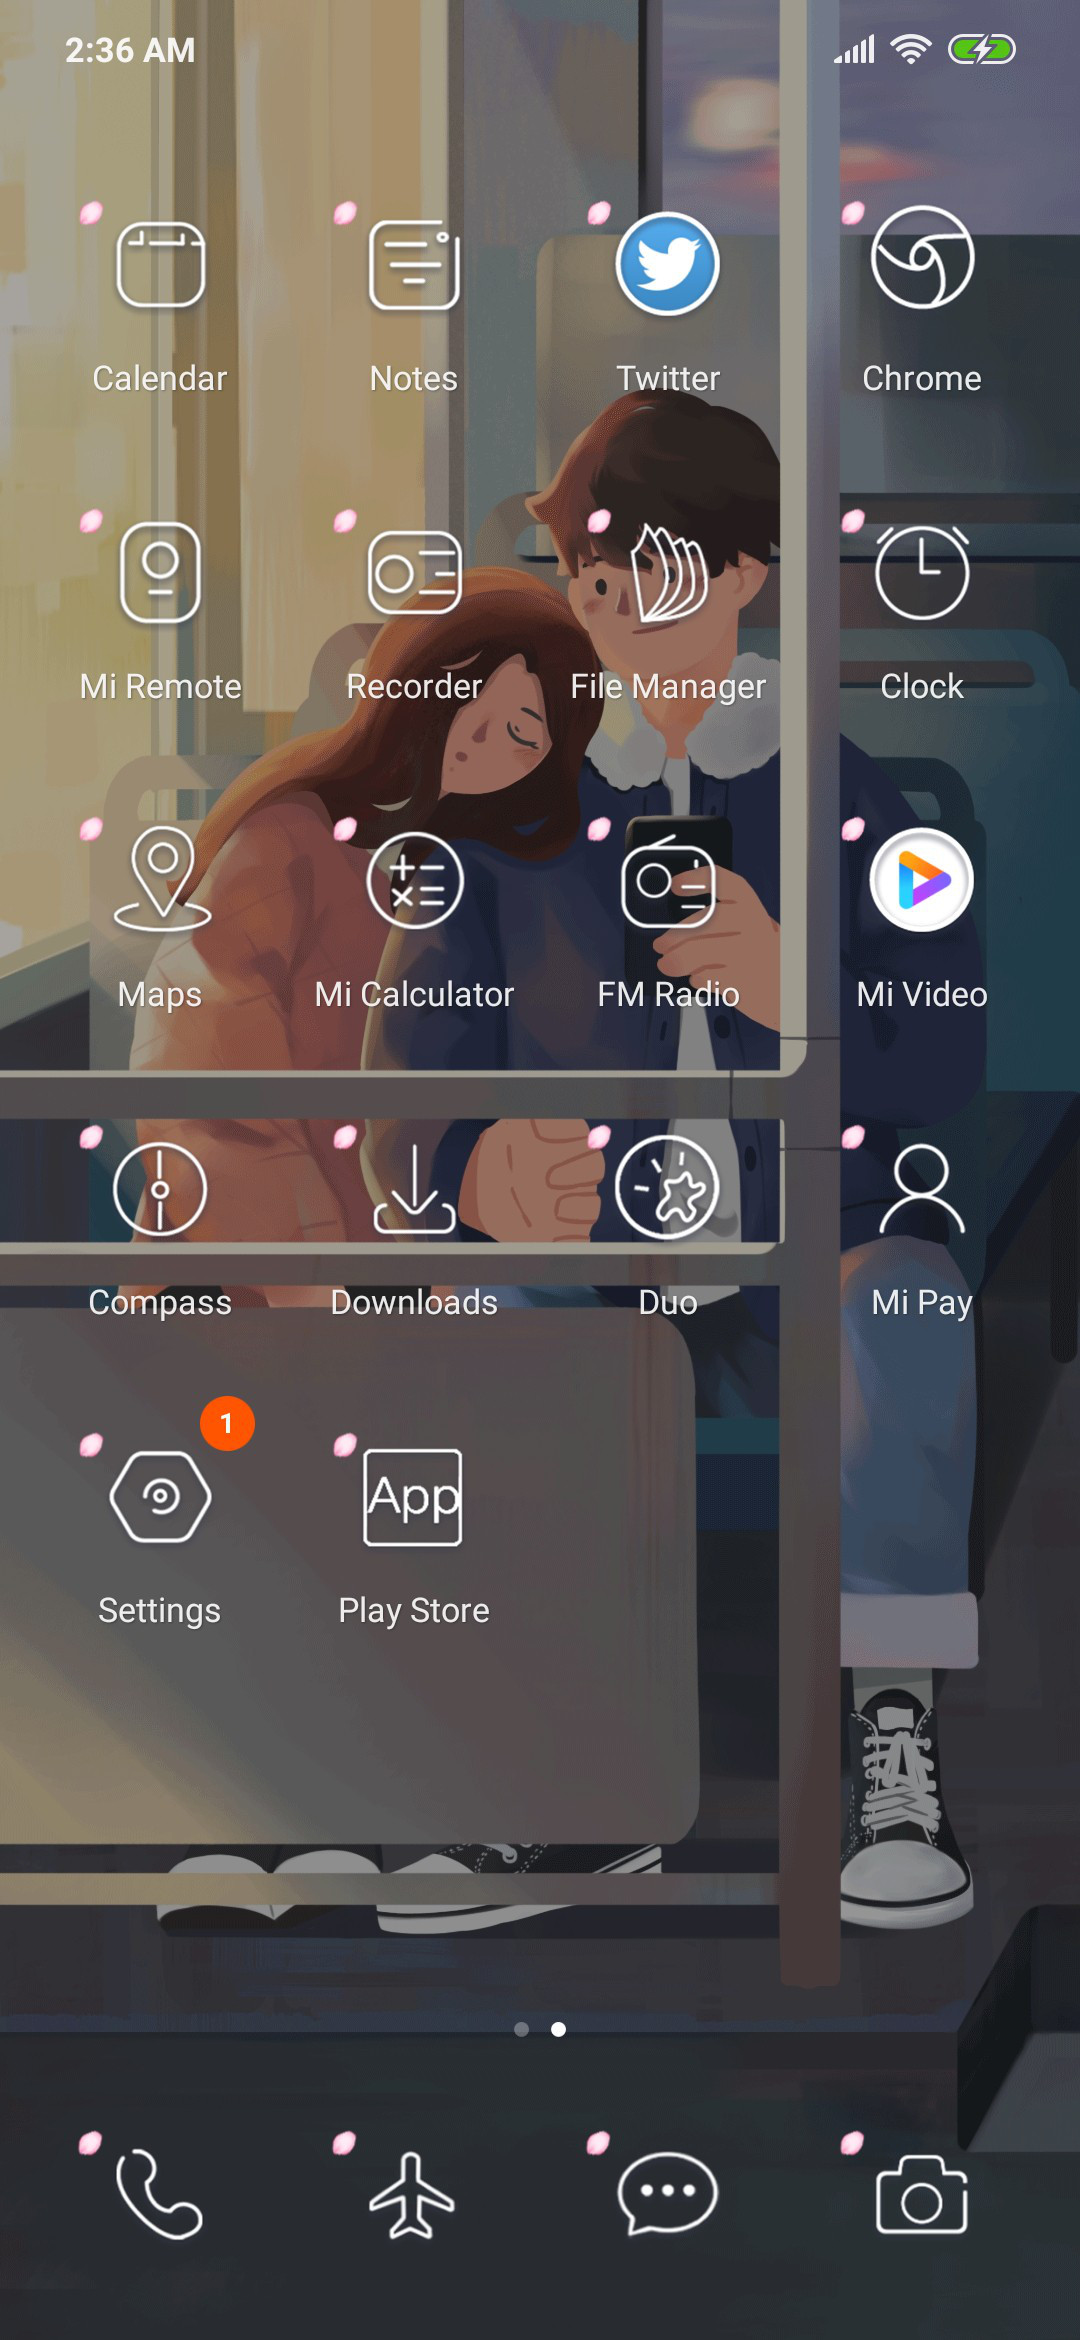 2:36 AM
Calendar
Notes
Twitter
Chrome
Mi Remote
Recorder
File Manager
Clock
Maps
Mi Calculator
FM Radio
Mi Video
Compass
Downloads
Duo
Mi Pay
1
App
Settings
Play Store